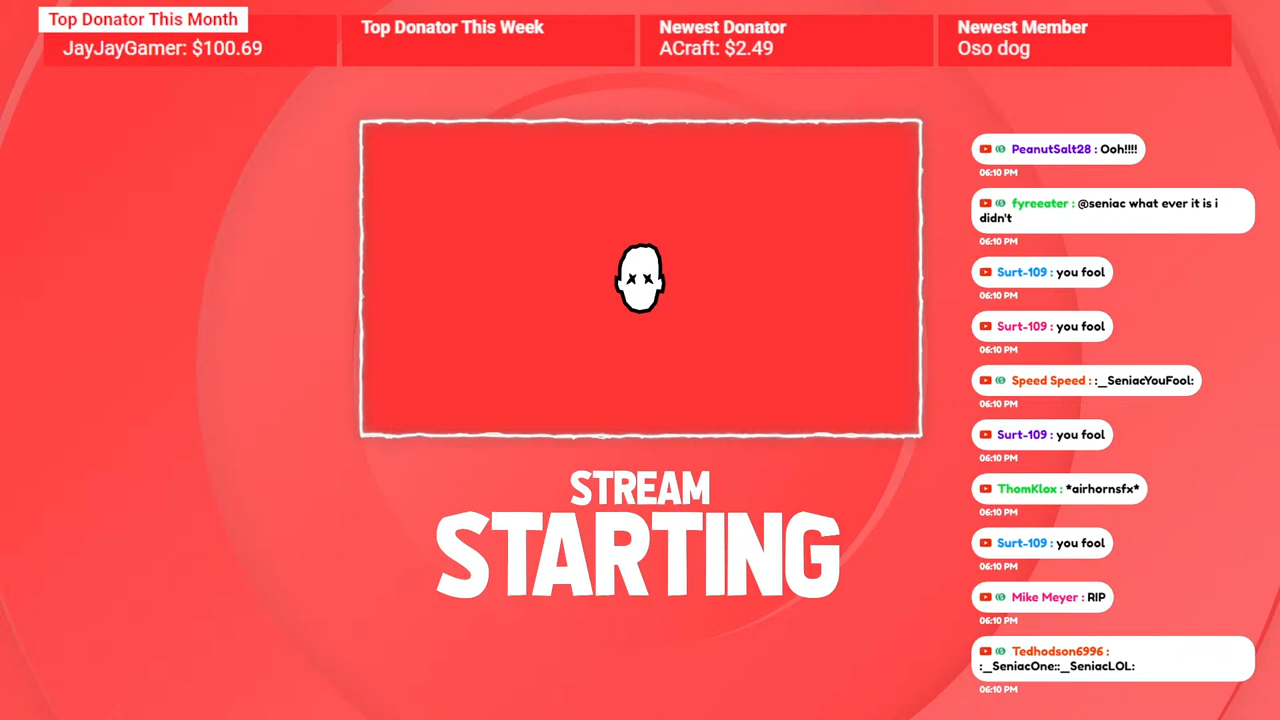 Top Donator This Month
JayJayGamer: $100.69
Top Donator This Week
Newest Donator
ACraft: $2.49
Newest Member
Oso dog
STREAM
STARTING
PeanutSalt28 : Ooh!!!!
06:10 PM
fyreeater : @seniac what ever it is i
didn't
06:10 PM
Surt-109 : you fool
06:10 PM
Surt-109 : you fool
06:10 PM
Speed Speed : :_SeniacYouFool:
06:10 PM
Surt-109 : you fool
06:10 PM
ThomKlox : *airhornsfx*
06:10 PM
Surt-109 : you fool
06:10 PM
Mike Meyer : RIP
06:10 PM
Tedhodson6996 :
:_SeniacOne::_SeniacLOL:
06:10 PM